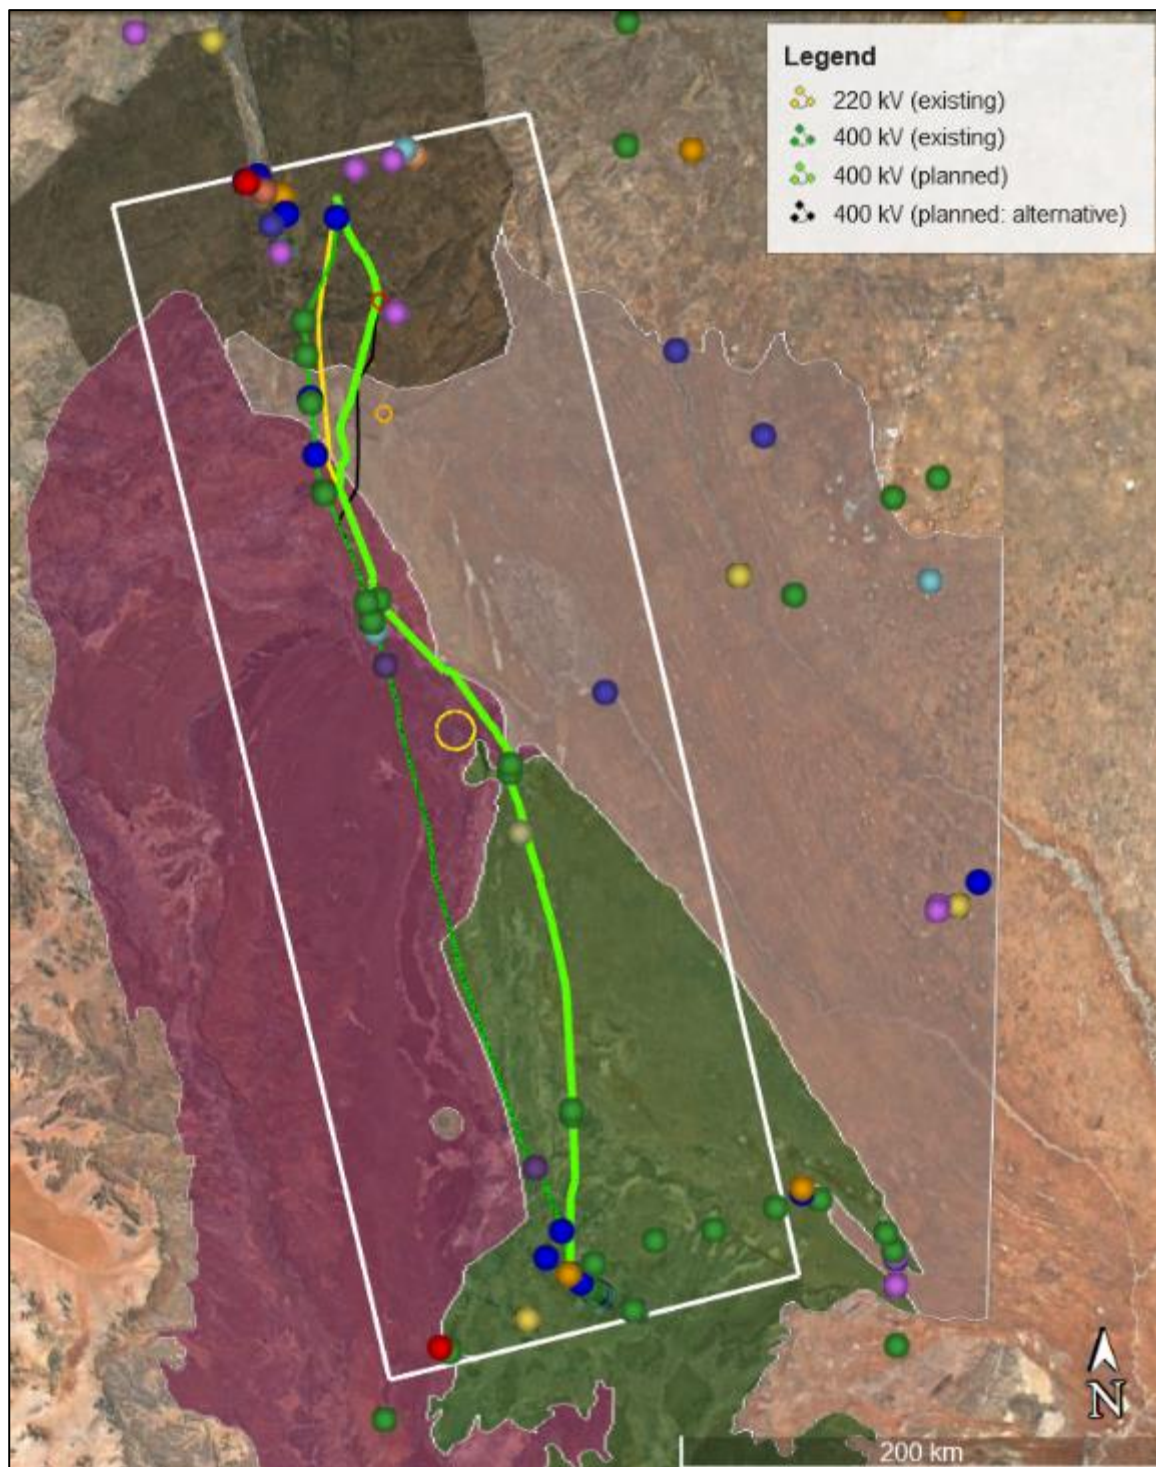 Legend
220 kV (existing)
400 kV (existing)
400 kV (planned)
400 kV (planned: alternative)
N
200 km